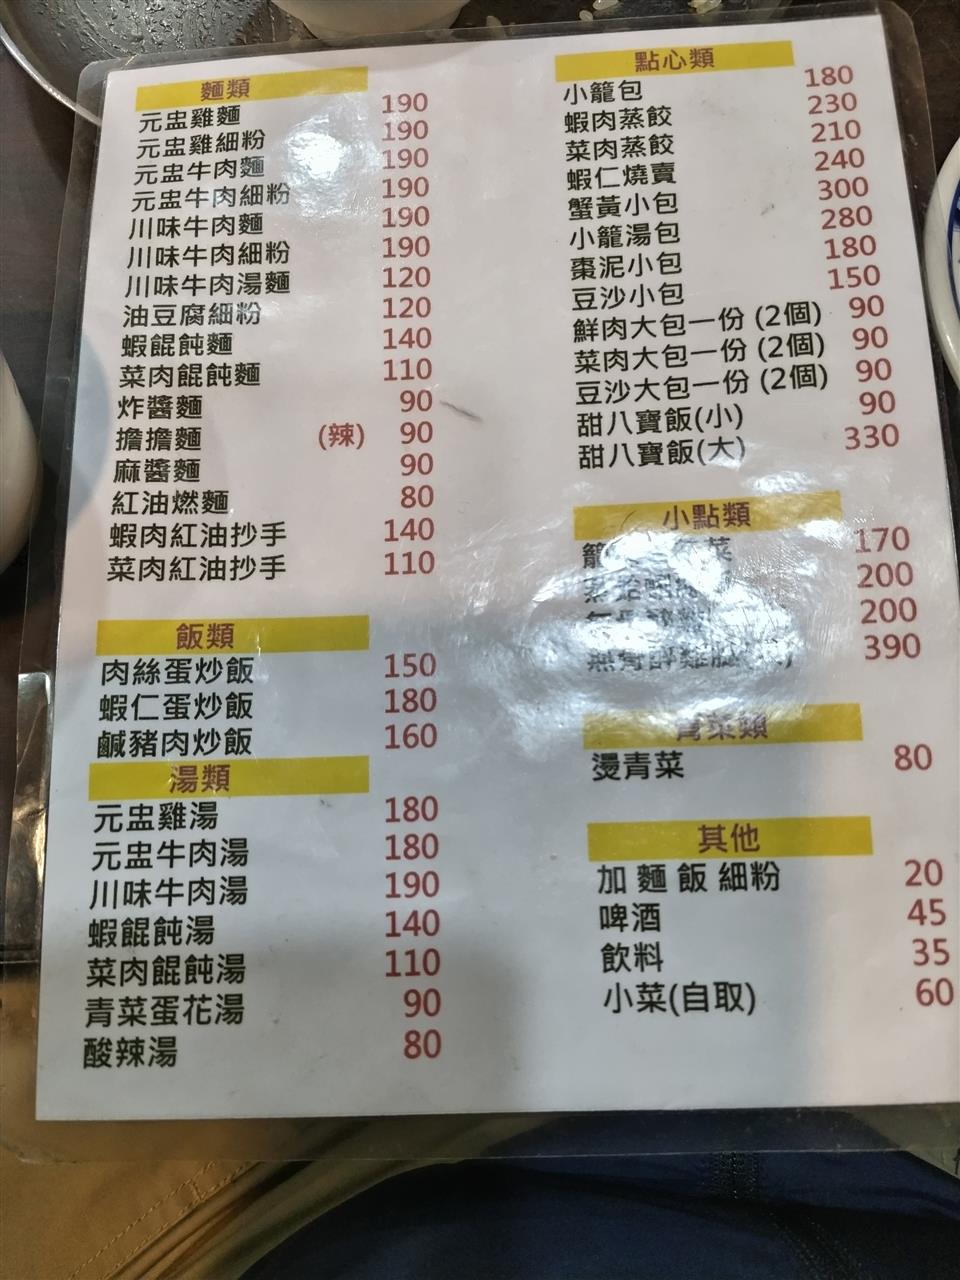 麵類
元盅雞麵 190
元盅雞細粉 190
元盅牛肉麵 190
元盅牛肉細粉 190
川味牛肉麵 190
川味牛肉細粉 190
川味牛肉湯麵 120
油豆腐細粉 120
蝦餛飩麵 140
菜肉餛飩麵 110
炸醬麵 90
擔擔麵 (辣) 90
麻醬麵 90
紅油燃麵 80
蝦肉紅油抄手 140
菜肉紅油抄手 110
飯類
肉絲蛋炒飯 150
蝦仁蛋炒飯 180
鹹豬肉炒飯 160
湯類
元盅雞湯 180
元盅牛肉湯 180
川味牛肉湯 190
蝦餛飩湯 140
菜肉餛飩湯 110
青菜蛋花湯 90
酸辣湯 80
點心類
小籠包 180
蝦肉蒸餃 230
菜肉蒸餃 210
蝦仁燒賣 240
蟹黃小包 300
小籠湯包 280
棗泥小包 180
豆沙小包 150
鮮肉大包一份 (2個) 90
菜肉大包一份 (2個) 90
豆沙大包一份 (2個) 90
甜八寶飯(小) 90
甜八寶飯(大) 330
小點類
170
200
200
390
青菜類
燙青菜 80
其他
加 麵 飯 細粉 20
啤酒 45
飲料 35
小菜(自取) 60